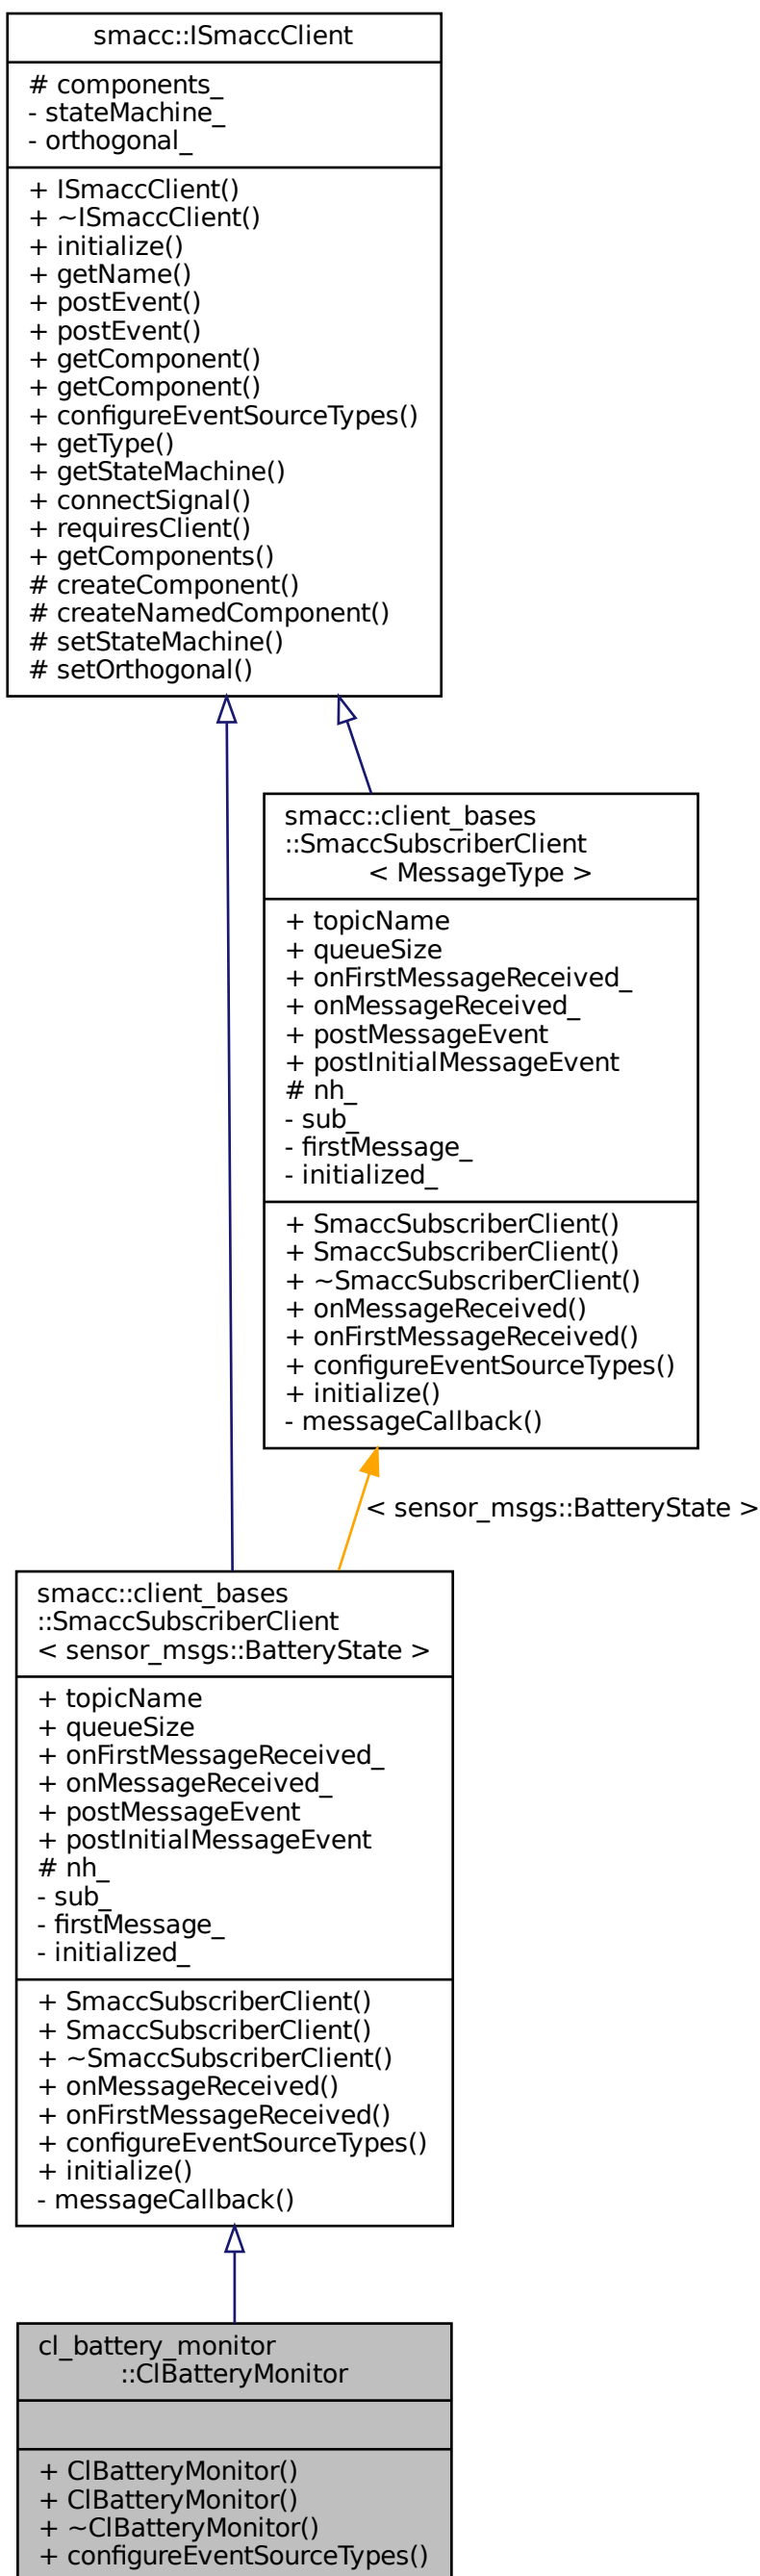 smacc::ISmaccClient
# components_
- stateMachine_
- orthogonal_
+ ISmaccClient()
+ ~ISmaccClient()
+ initialize()
+ getName()
+ postEvent()
+ postEvent()
+ getComponent()
+ getComponent()
+ configureEventSourceTypes()
+ getType()
+ getStateMachine()
+ connectSignal()
+ requiresClient()
+ getComponents()
# createComponent()
# createNamedComponent()
# setStateMachine()
# setOrthogonal()
smacc::client_bases
::SmaccSubscriberClient
< MessageType >
+ topicName
+ queueSize
+ onFirstMessageReceived_
+ onMessageReceived_
+ postMessageEvent
+ postInitialMessageEvent
# nh_
- sub_
- firstMessage_
- initialized_
+ SmaccSubscriberClient()
+ SmaccSubscriberClient()
+ ~SmaccSubscriberClient()
+ onMessageReceived()
+ onFirstMessageReceived()
+ configureEventSourceTypes()
+ initialize()
- messageCallback()
< sensor_msgs::BatteryState >
smacc::client_bases
::SmaccSubscriberClient
< sensor_msgs::BatteryState >
+ topicName
+ queueSize
+ onFirstMessageReceived_
+ onMessageReceived_
+ postMessageEvent
+ postInitialMessageEvent
# nh_
- sub_
- firstMessage_
- initialized_
+ SmaccSubscriberClient()
+ SmaccSubscriberClient()
+ ~SmaccSubscriberClient()
+ onMessageReceived()
+ onFirstMessageReceived()
+ configureEventSourceTypes()
+ initialize()
- messageCallback()
cl_battery_monitor
::ClBatteryMonitor
+ ClBatteryMonitor()
+ ClBatteryMonitor()
+ ~ClBatteryMonitor()
+ configureEventSourceTypes()